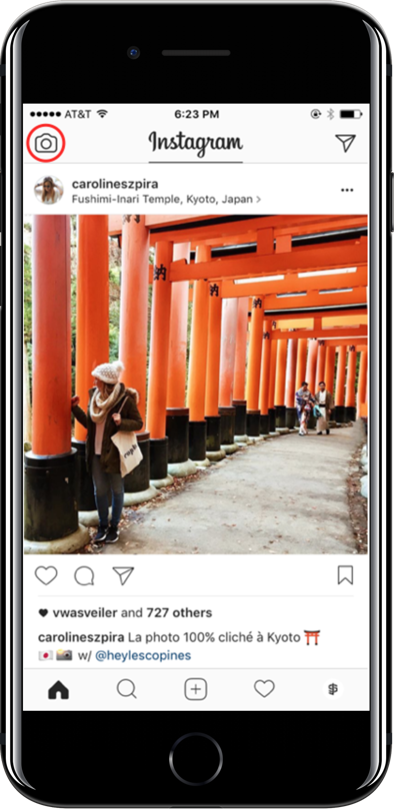 AT&T 6:23 PM
Instagram
carolineszpira
Fushimi-Inari Temple, Kyoto, Japan >
vwasveiler and 727 others
carolineszpira La photo 100% cliché à Kyoto ⛩️
🇯🇵 📸 w/ @heylescopines